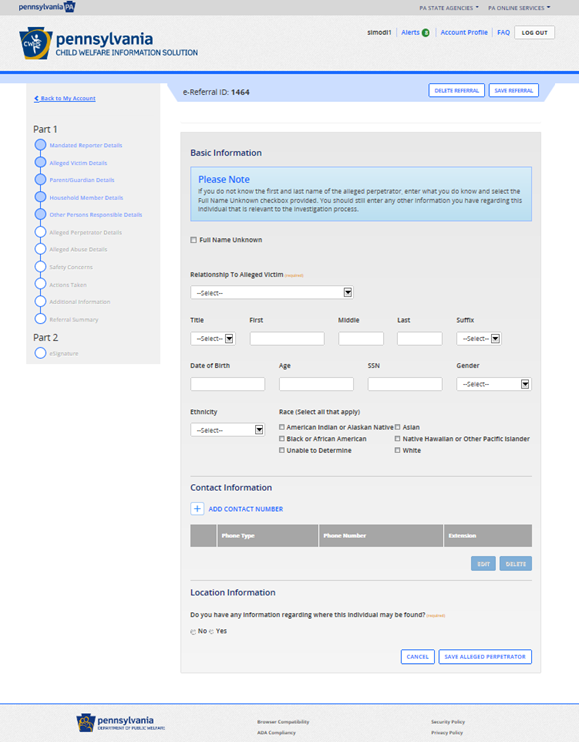 pennsylvania PA
PA STATE AGENCIES PA ONLINE SERVICES
pennsylvania
CHILD WELFARE INFORMATION SOLUTION
CWIS
simodi1 Alerts Account Profile FAQ LOG OUT
Back to My Account
e-Referral ID: 1464
DELETE REFERRAL SAVE REFERRAL
Part 1
Mandated Reporter Details
Alleged Victim Details
Parent/Guardian Details
Household Member Details
Other Persons Responsible Details
Alleged Perpetrator Details
Alleged Abuse Details
Safety Concerns
Actions Taken
Additional Information
Referral Summary
Part 2
eSignature
Basic Information
Please Note
If you do not know the first and last name of the alleged perpetrator, enter what you do know and select the
Full Name Unknown checkbox provided. You should still enter any other information you have regarding this
individual that is relevant to the investigation process.
Full Name Unknown
Relationship To Alleged Victim (required)
--Select--
Title First Middle Last Suffix
--Select-- --Select--
Date of Birth Age SSN Gender
--Select--
Ethnicity Race (Select all that apply)
--Select--
American Indian or Alaskan Native Asian
Black or African American Native Hawaiian or Other Pacific Islander
Unable to Determine White
Contact Information
+ ADD CONTACT NUMBER
Phone Type Phone Number Extension
EDIT DELETE
Location Information
Do you have any information regarding where this individual may be found? (required)
No Yes
CANCEL SAVE ALLEGED PERPETRATOR
pennsylvania
DEPARTMENT OF PUBLIC WELFARE
Browser Compatibility Security Policy
ADA Compliancy Privacy Policy